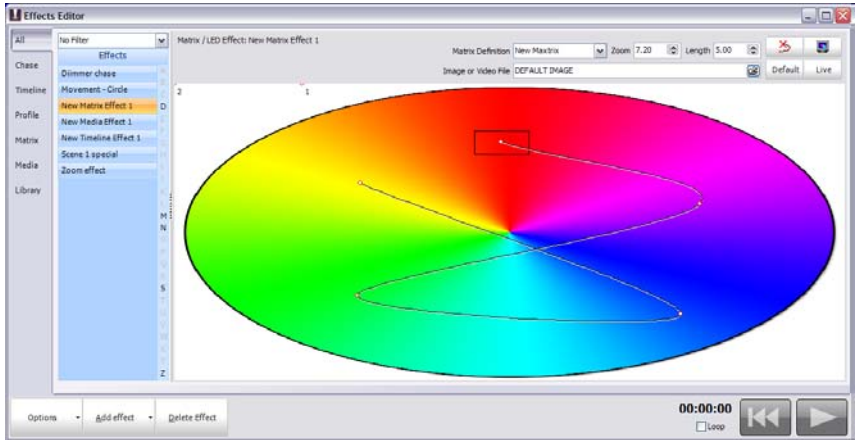 Effects Editor
All
Chase
Timeline
Profile
Matrix
Media
Library
No Filter
Effects
Diimmer chase
Movement - Circle
New Matrix Effect 1
New Media Effect 1
New Timeline Effect 1
Scene 1 special
Zoom effect
D
M
N
S
Z
Matrix / LED Effect: New Matrix Effect 1
Matrix Definition New Maxtrix Zoom 7.20 Length 5.00
Image or Video File DEFAULT IMAGE
Default Live
2 1
Options Add effect Delete Effect
00:00:00
Loop